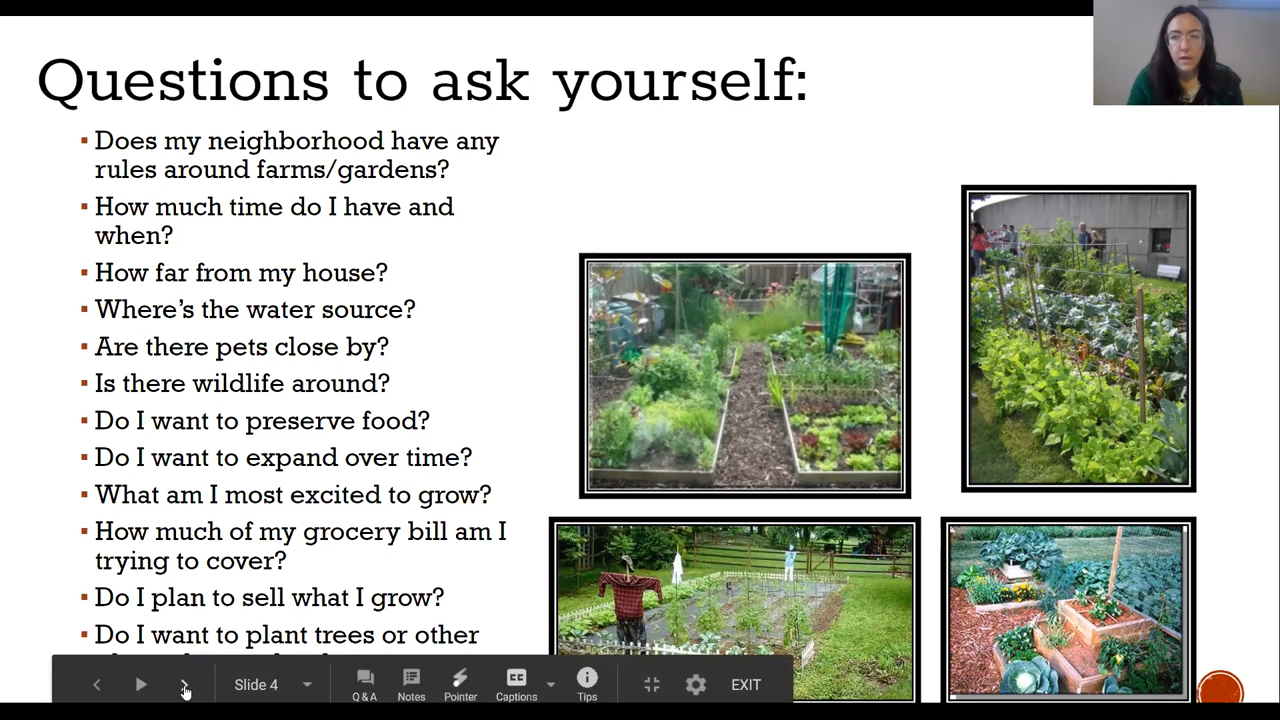 Questions to ask yourself:
▪ Does my neighborhood have any
rules around farms/gardens?
▪ How much time do I have and
when?
▪ How far from my house?
▪ Where's the water source?
▪ Are there pets close by?
▪ Is there wildlife around?
▪ Do I want to preserve food?
▪ Do I want to expand over time?
▪ What am I most excited to grow?
▪ How much of my grocery bill am I
trying to cover?
▪ Do I plan to sell what I grow?
▪ Do I want to plant trees or other
Slide 4
Q & A
Notes
Pointer
CC
Captions
Tips
EXIT